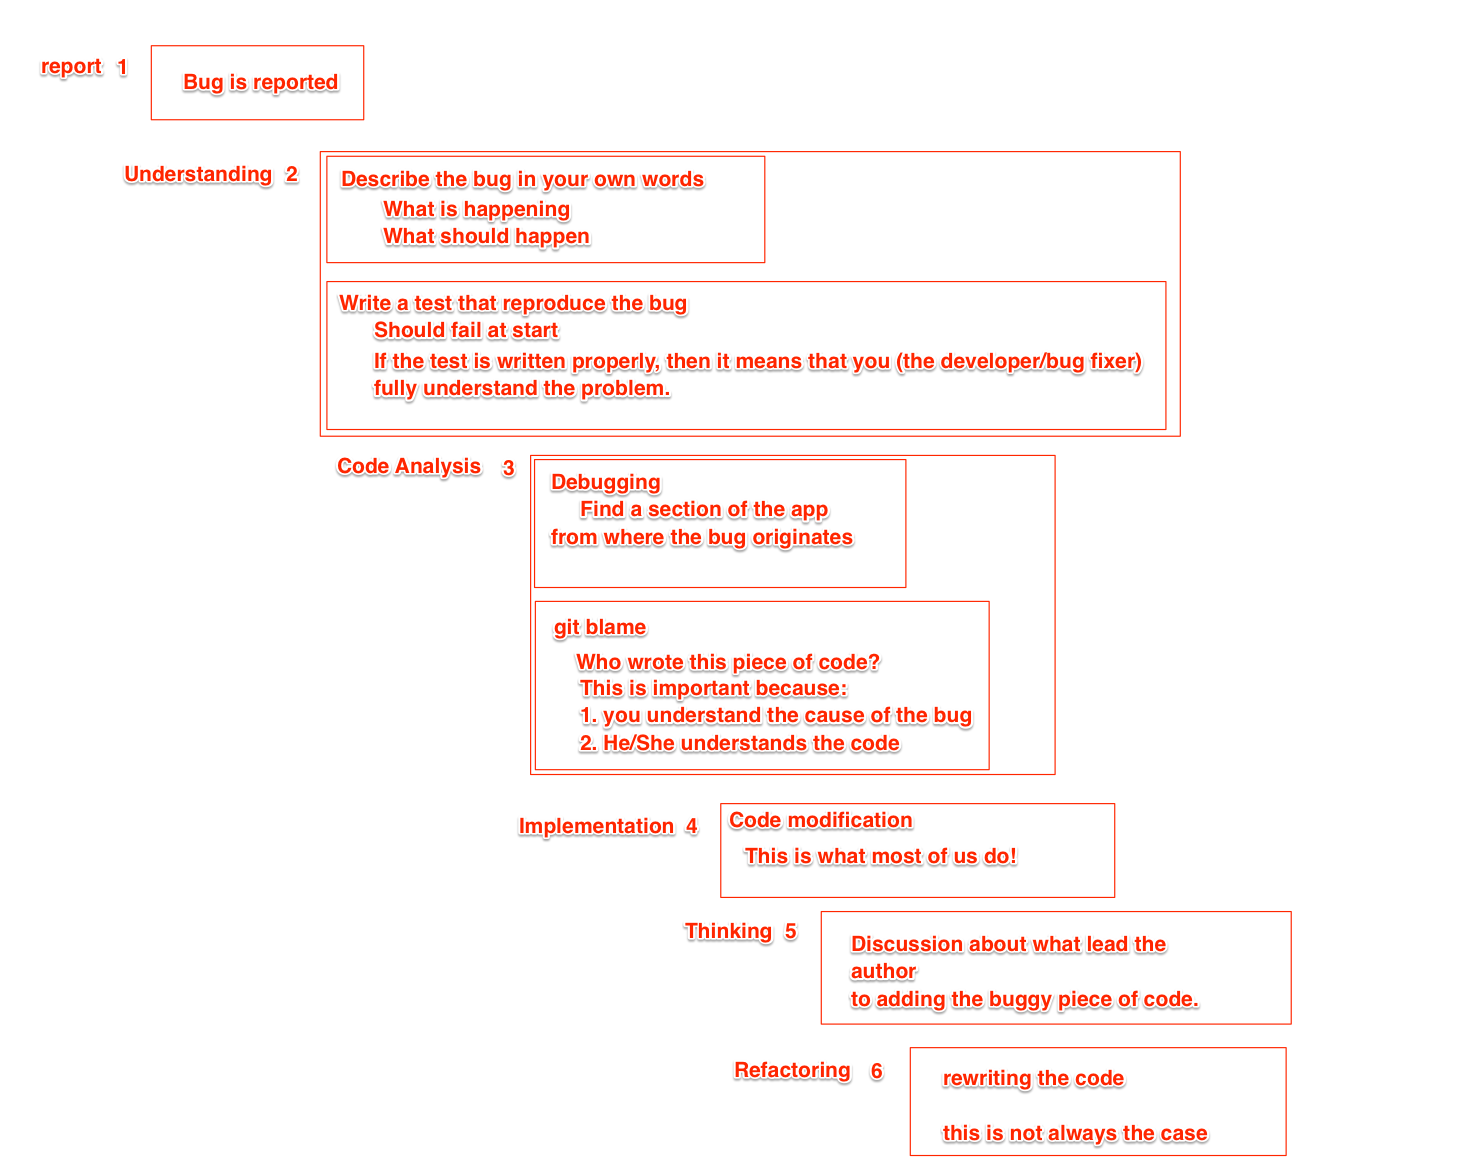 report 1
Bug is reported
Understanding 2
Describe the bug in your own words
What is happening
What should happen
Write a test that reproduce the bug
Should fail at start
If the test is written properly, then it means that you (the developer/bug fixer)
fully understand the problem.
Code Analysis 3
Debugging
Find a section of the app
from where the bug originates
git blame
Who wrote this piece of code?
This is important because:
1. you understand the cause of the bug
2. He/She understands the code
Implementation 4
Code modification
This is what most of us do!
Thinking 5
Discussion about what lead the
author
to adding the buggy piece of code.
Refactoring 6
rewriting the code
this is not always the case